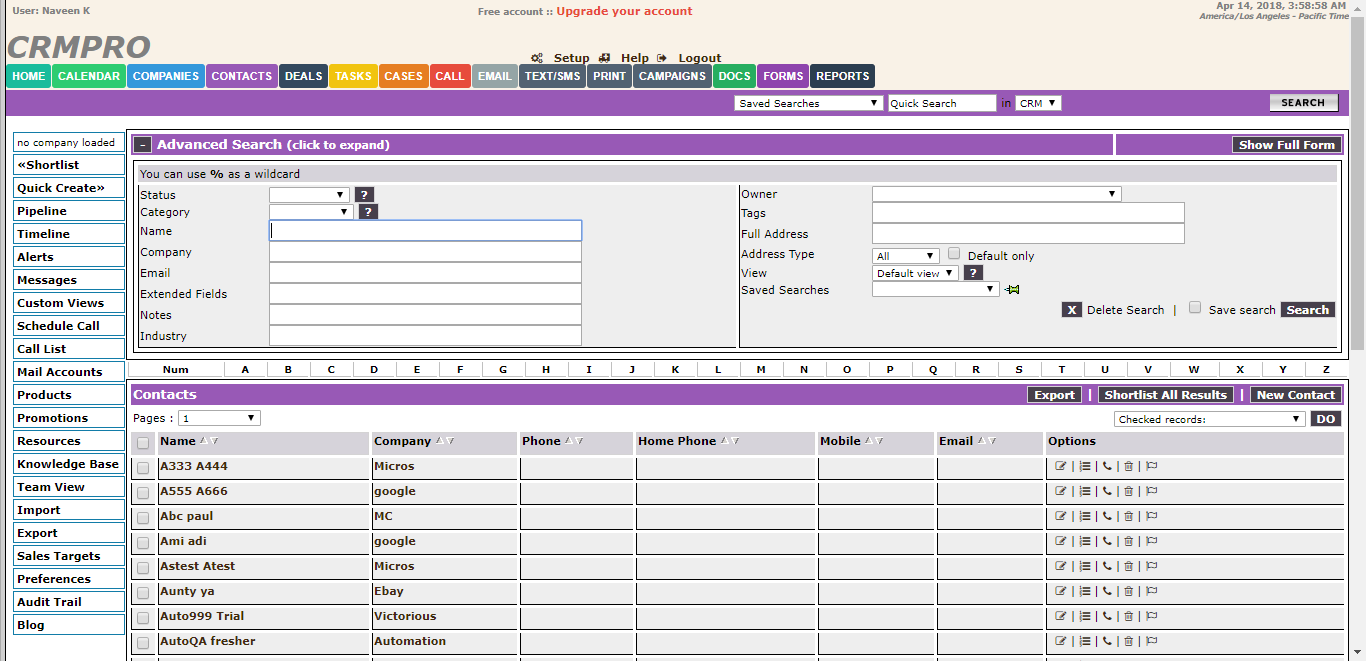 User: Naveen K
Free account :: Upgrade your account
Apr 14, 2018, 3:58:58 AM
America/Los Angeles - Pacific Time
CRMPRO
Setup Help Logout
HOME CALENDAR COMPANIES CONTACTS DEALS TASKS CASES CALL EMAIL TEXT/SMS PRINT CAMPAIGNS DOCS FORMS REPORTS
Saved Searches Quick Search in CRM SEARCH
no company loaded
«Shortlist
Quick Create»
Pipeline
Timeline
Alerts
Messages
Custom Views
Schedule Call
Call List
Mail Accounts
Products
Promotions
Resources
Knowledge Base
Team View
Import
Export
Sales Targets
Preferences
Audit Trail
Blog
- Advanced Search (click to expand) Show Full Form
You can use % as a wildcard
Status ?
Category ?
Name
Company
Email
Extended Fields
Notes
Industry
Owner
Tags
Full Address
Address Type All Default only
View Default view ?
Saved Searches
X Delete Search | Save search Search
Num A B C D E F G H I J K L M N O P Q R S T U V W X Y Z
Contacts Export | Shortlist All Results | New Contact
Pages : 1 Checked records: DO
Name Company Phone Home Phone Mobile Email Options
A333 A444 Micros | | | |
A555 A666 google | | | |
Abc paul MC | | | |
Ami adi google | | | |
Astest Atest Micros | | | |
Aunty ya Ebay | | | |
Auto999 Trial Victorious | | | |
AutoQA fresher Automation | | | |